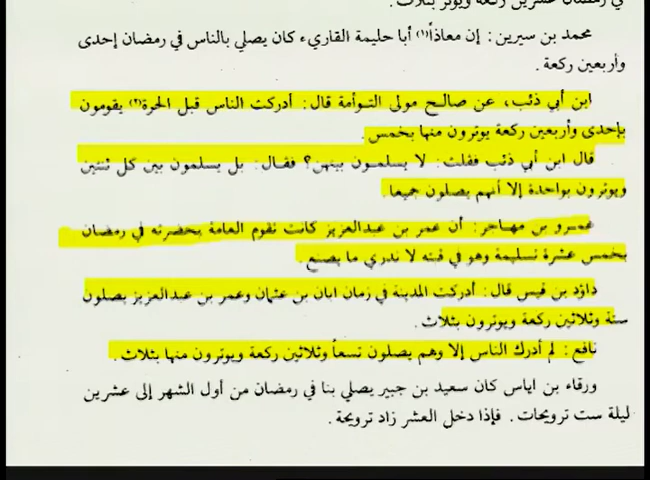 في رمضان عشرين ركعة ويوتر بثلاث .
محمد بن سيرين : إن معاذاً(١) أبا حليمة القاريء كان يصلي بالناس في رمضان إحدى
وأربعين ركعة .
ابن أبي ذئب، عن صالح مولى التوأمة قال : أدركت الناس قبل الحرة(٢) يقومون
بإحدى وأربعين ركعة يوترون منها بخمس .
قال ابن أبي ذئب فقلت : لا يسلمون بينهن؟ فقال : بل يسلمون بين كل ثنتين
ويوترون بواحدة إلا أنهم يصلون جميعا .
عمرو بن مهاجر : أن عمر بن عبدالعزيز كانت تقوم العامة بحضرته في رمضان
بخمس عشرة تسليمة وهو في قبته لا ندري ما يصنع .
داؤد بن قيس قال : أدركت المدينة في زمان ابان بن عثمان وعمر بن عبدالعزيز يصلون
ستة وثلاثين ركعة ويوترون بثلاث .
نافع : لم أدرك الناس إلا وهم يصلون تسعاً وثلاثين ركعة ويوترون منها بثلاث .
ورقاء بن اياس كان سعيد بن جبير يصلي بنا في رمضان من أول الشهر إلى عشرين
ليلة ست ترويحات . فإذا دخل العشر زاد ترويحة .